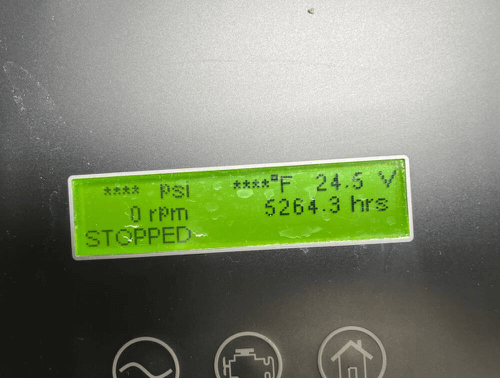 **** psi ****°F 24.5 V
0 rpm 5264.3 hrs
STOPPED